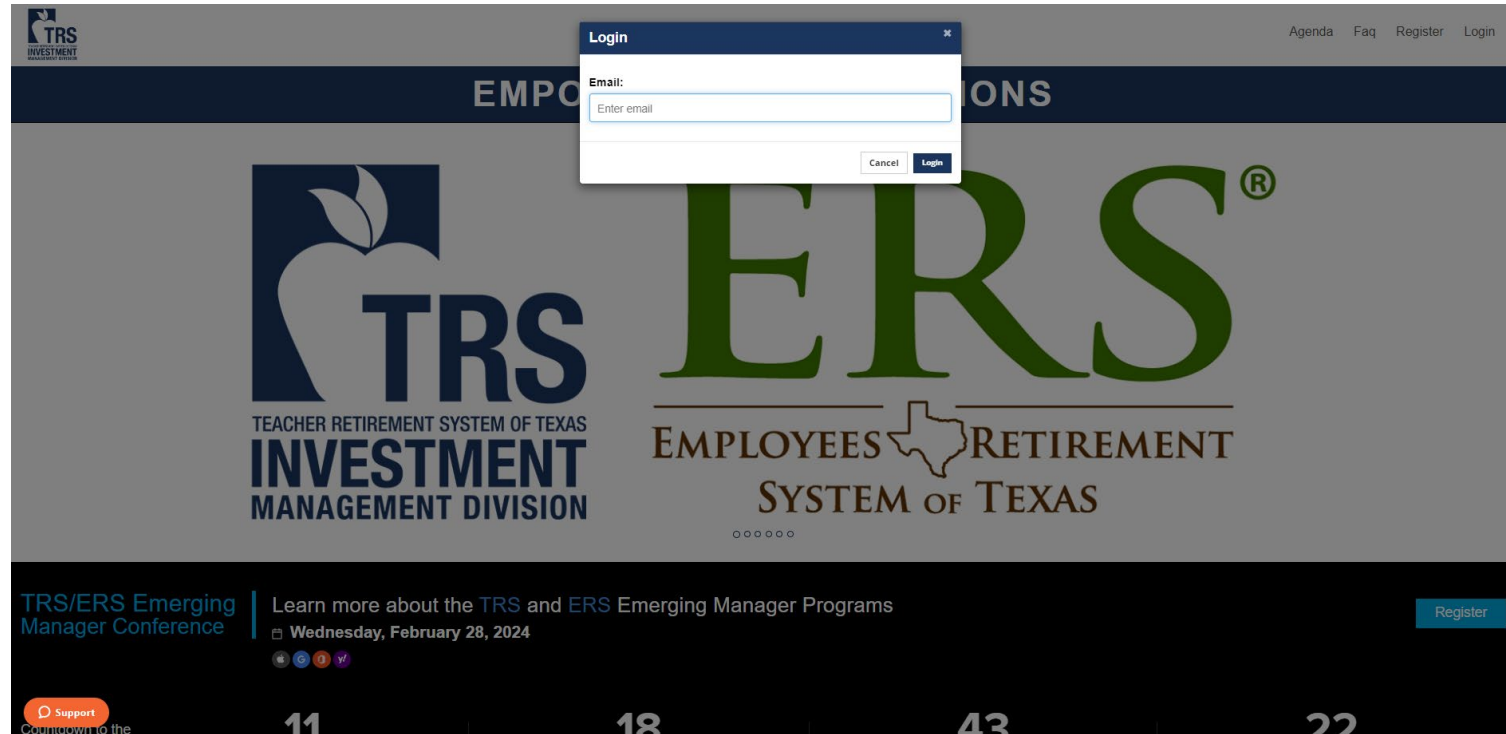 TRS
INVESTMENT
Agenda Faq Register Login
Login
Email:
Enter email
Cancel Login
EMPO
IONS
TRS
TEACHER RETIREMENT SYSTEM OF TEXAS
INVESTMENT
MANAGEMENT DIVISION
ERS®
EMPLOYEES RETIREMENT
SYSTEM OF TEXAS
TRS/ERS Emerging
Manager Conference
Learn more about the TRS and ERS Emerging Manager Programs
Wednesday, February 28, 2024
Register
Support
Countdown to the
11 18 43 22